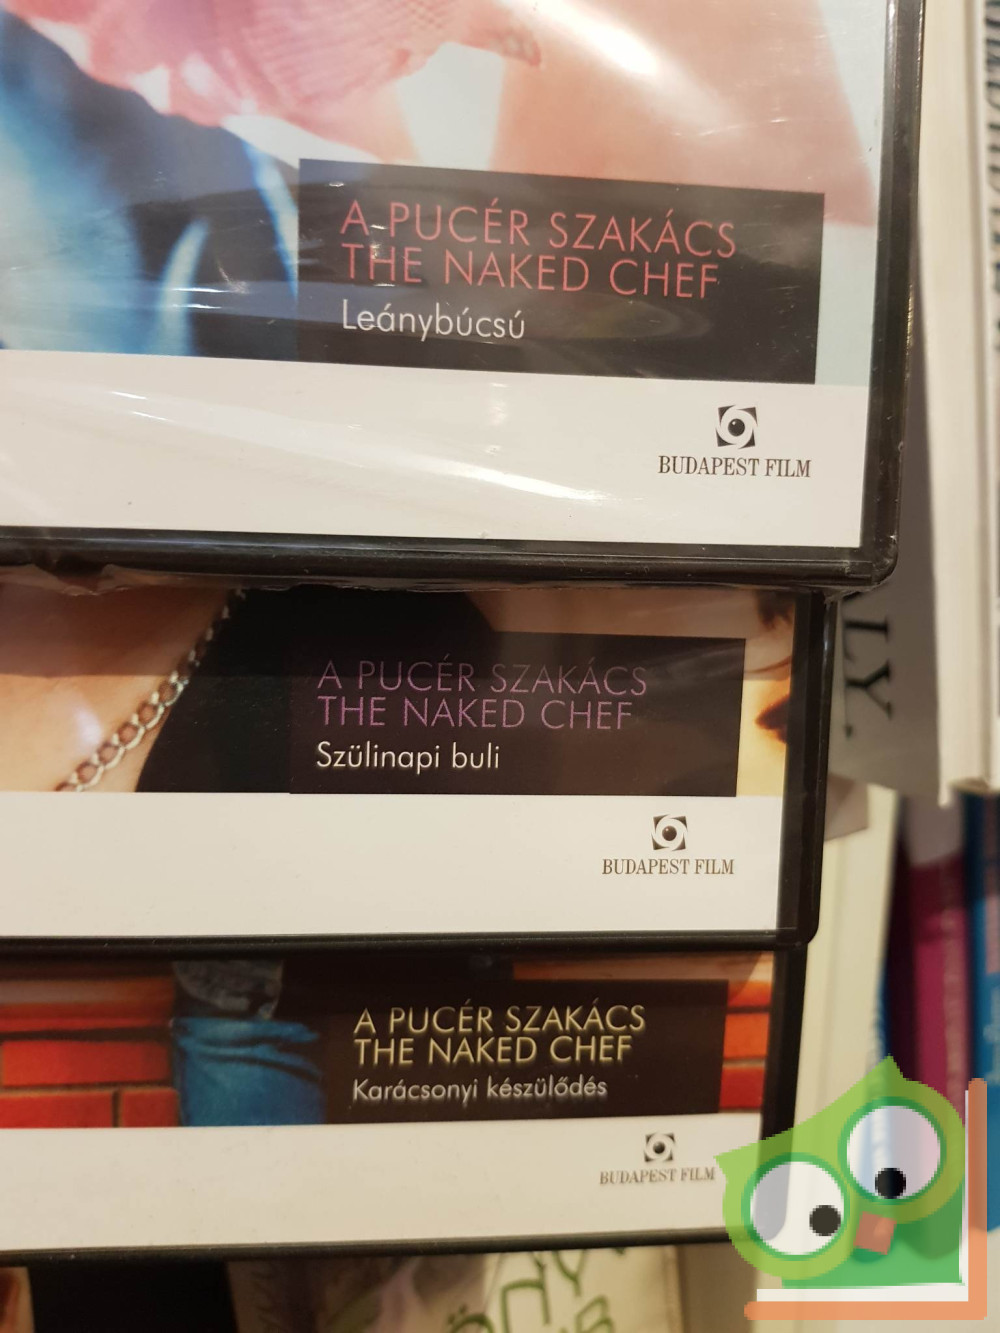 A PUCÉR SZAKÁCS
THE NAKED CHEF
Leánybúcsú
BUDAPEST FILM
A PUCÉR SZAKÁCS
THE NAKED CHEF
Szülinapi buli
BUDAPEST FILM
A PUCÉR SZAKÁCS
THE NAKED CHEF
Karácsonyi készülődés
BUDAPEST FILM
LY.